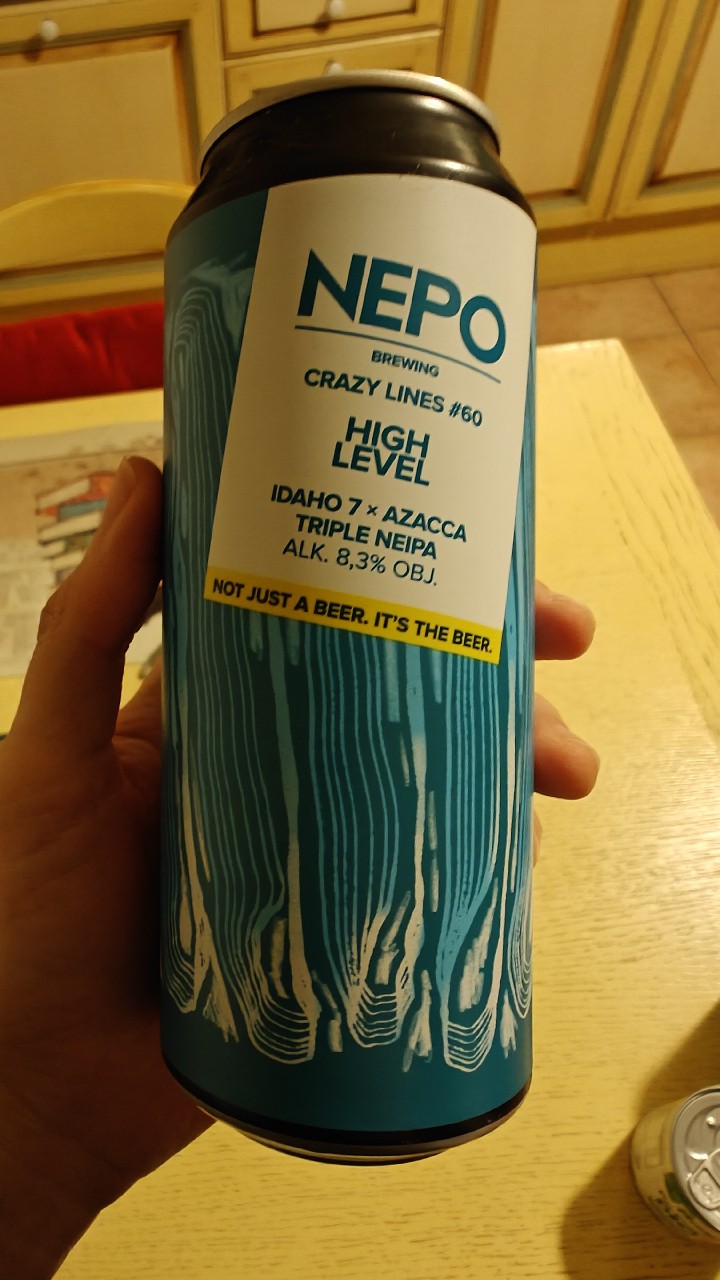 NEPO
BREWING
CRAZY LINES #60
HIGH
LEVEL
IDAHO 7 × AZACCA
TRIPLE NEIPA
ALK. 8,3% OBJ.
NOT JUST A BEER. IT'S THE BEER.